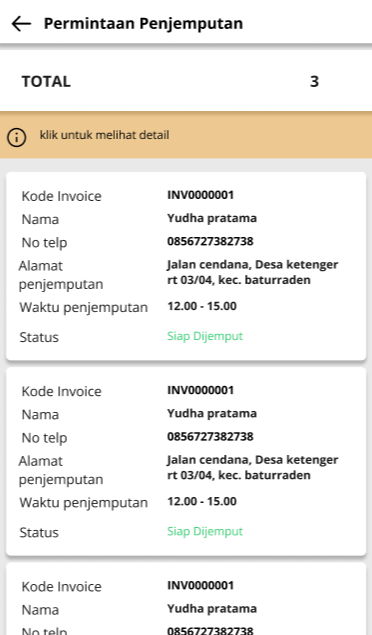 Permintaan Penjemputan
TOTAL 3
klik untuk melihat detail
Kode Invoice INV0000001
Nama Yudha pratama
No telp 0856727382738
Alamat penjemputan Jalan cendana, Desa ketenger
rt 03/04, kec. baturraden
Waktu penjemputan 12.00 - 15.00
Status Siap Dijemput
Kode Invoice INV0000001
Nama Yudha pratama
No telp 0856727382738
Alamat penjemputan Jalan cendana, Desa ketenger
rt 03/04, kec. baturraden
Waktu penjemputan 12.00 - 15.00
Status Siap Dijemput
Kode Invoice INV0000001
Nama Yudha pratama
No telp 0856727382738